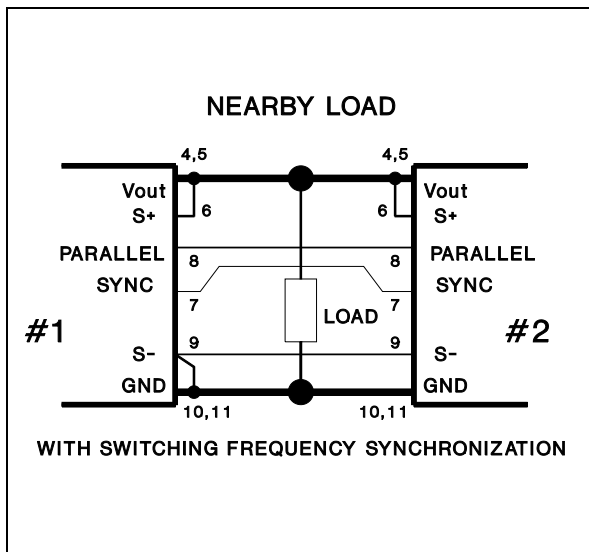 NEARBY LOAD
4,5 4,5
Vout Vout
S+ 6 6 S+
PARALLEL 8 8 PARALLEL
SYNC 7 7 SYNC
LOAD
#1 #2
S- 9 9 S-
GND GND
10,11 10,11
WITH SWITCHING FREQUENCY SYNCHRONIZATION